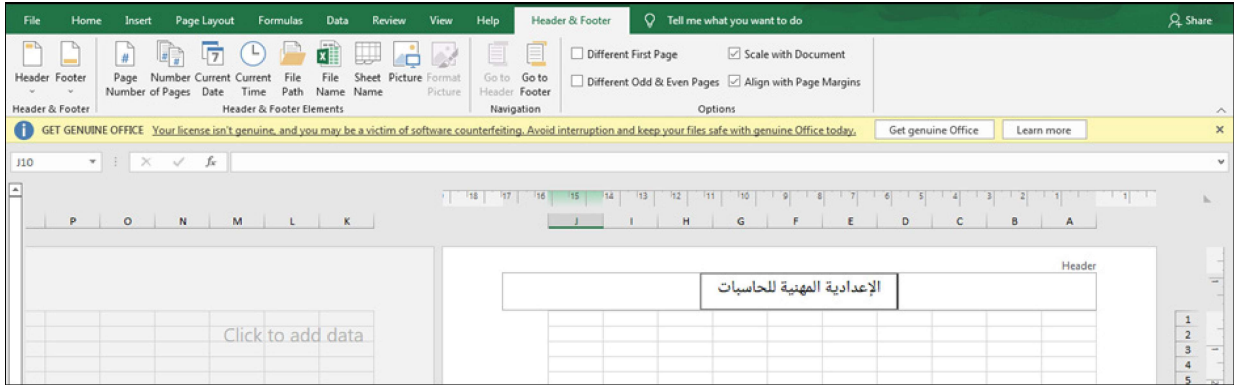 File Home Insert Page Layout Formulas Data Review View Help Header & Footer Tell me what you want to do Share
Header Footer Page Number Number of Pages Current Date Current Time File Path File Name Sheet Name Picture Format Picture Go to Header Go to Footer
Different First Page Scale with Document
Different Odd & Even Pages Align with Page Margins
Header & Footer Header & Footer Elements Navigation Options
GET GENUINE OFFICE Your license isn't genuine, and you may be a victim of software counterfeiting. Avoid interruption and keep your files safe with genuine Office today. Get genuine Office Learn more
J10 fx
18 17 16 15 14 13 12 11 10 9 8 7 6 5 4 3 2 1 1
P O N M L K J I H G F E D C B A
Header
الإعدادية المهنية للحاسبات
1
2
Click to add data
3
4
5